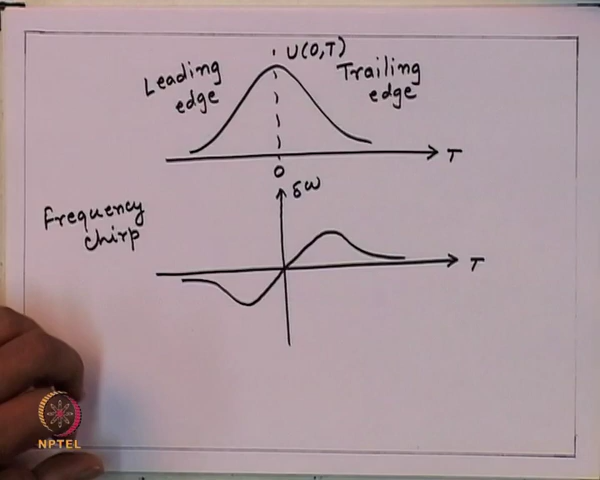 U(0,T)
Leading
edge
Trailing
edge
T
0
δω
Frequency
chirp
T
NPTEL